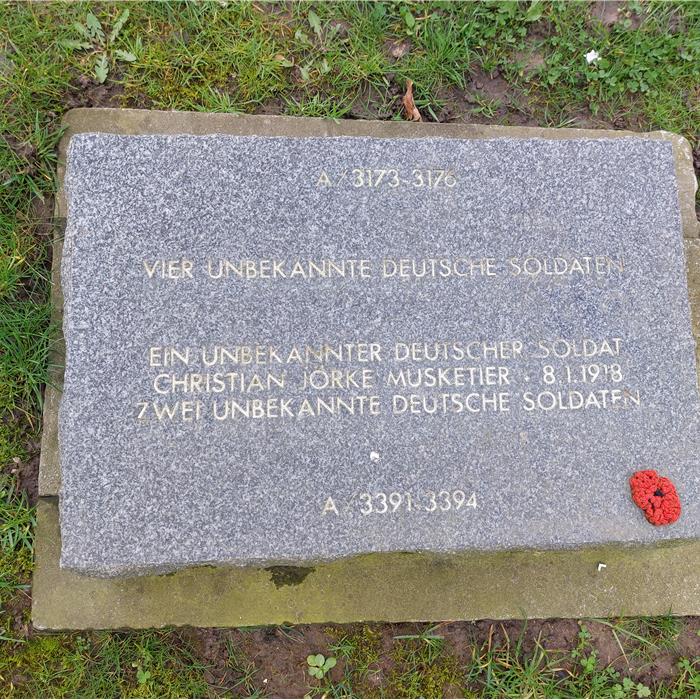 A/3173-3176
VIER UNBEKANNTE DEUTSCHE SOLDATEN
EIN UNBEKANNTER DEUTSCHER SOLDAT
CHRISTIAN JÖRKE MUSKETIER · 8.1.1918
ZWEI UNBEKANNTE DEUTSCHE SOLDATEN
A/3391-3394